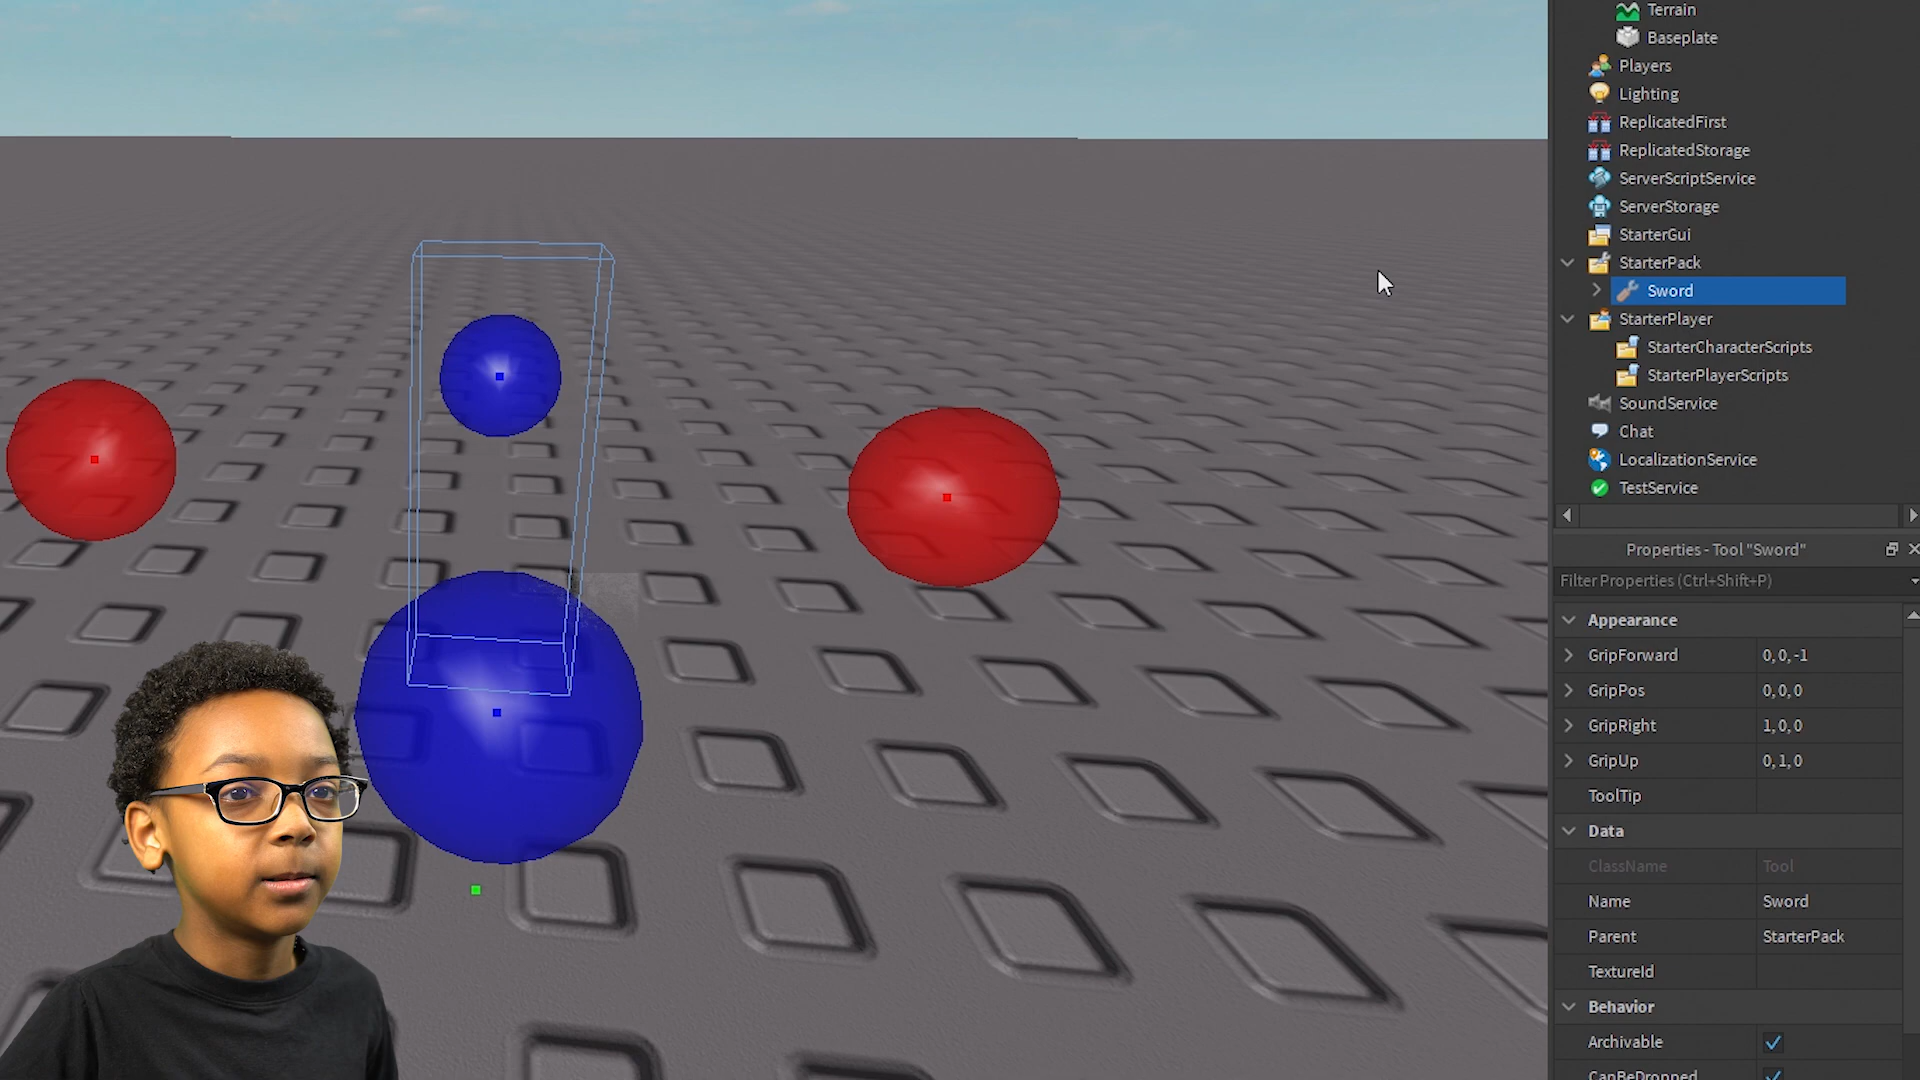 Terrain
Baseplate
Players
Lighting
ReplicatedFirst
ReplicatedStorage
ServerScriptService
ServerStorage
StarterGui
StarterPack
Sword
StarterPlayer
StarterCharacterScripts
StarterPlayerScripts
SoundService
Chat
LocalizationService
TestService
Properties - Tool "Sword"
Filter Properties (Ctrl+Shift+P)
Appearance
GripForward 0, 0, -1
GripPos 0, 0, 0
GripRight 1, 0, 0
GripUp 0, 1, 0
ToolTip
Data
ClassName Tool
Name Sword
Parent StarterPack
TextureId
Behavior
Archivable
CanBeDropped